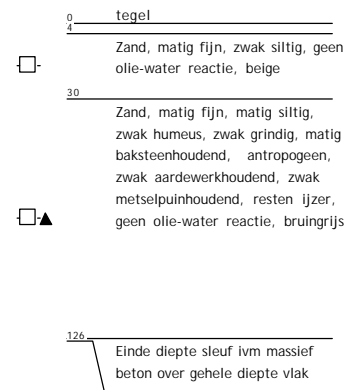 0 tegel
4
Zand, matig fijn, zwak siltig, geen
olie-water reactie, beige
30
Zand, matig fijn, matig siltig,
zwak humeus, zwak grindig, matig
baksteenhoudend, antropogeen,
zwak aardewerkhoudend, zwak
metselpuinhoudend, resten ijzer,
geen olie-water reactie, bruingrijs
126
Einde diepte sleuf ivm massief
beton over gehele diepte vlak